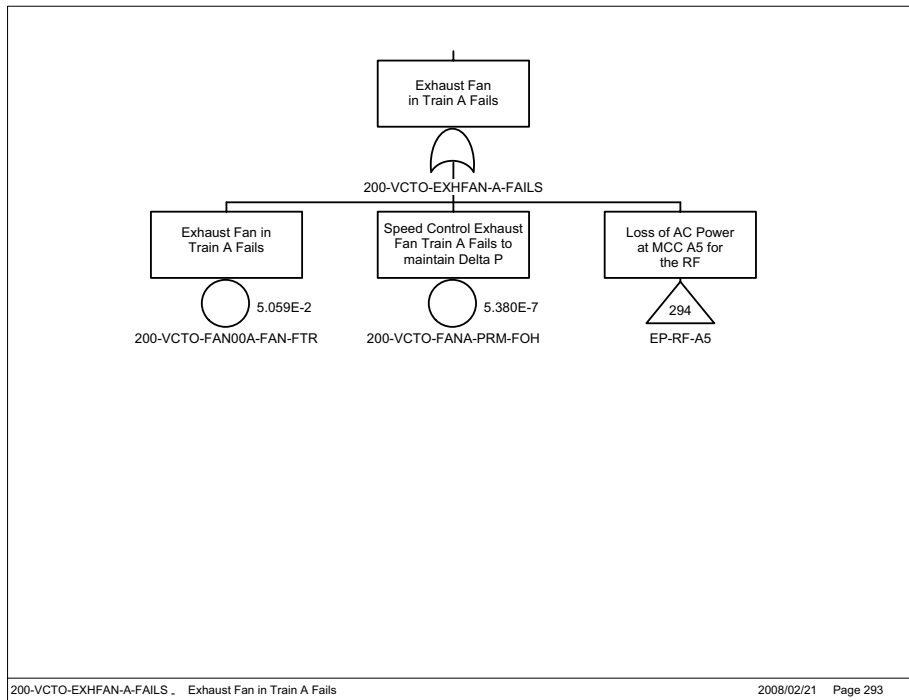 Exhaust Fan
in Train A Fails
200-VCTO-EXHFAN-A-FAILS
Exhaust Fan in
Train A Fails
5.059E-2
200-VCTO-FAN00A-FAN-FTR
Speed Control Exhaust
Fan Train A Fails to
maintain Delta P
5.380E-7
200-VCTO-FANA-PRM-FOH
Loss of AC Power
at MCC A5 for
the RF
294
EP-RF-A5
200-VCTO-EXHFAN-A-FAILS - Exhaust Fan in Train A Fails 2008/02/21 Page 293